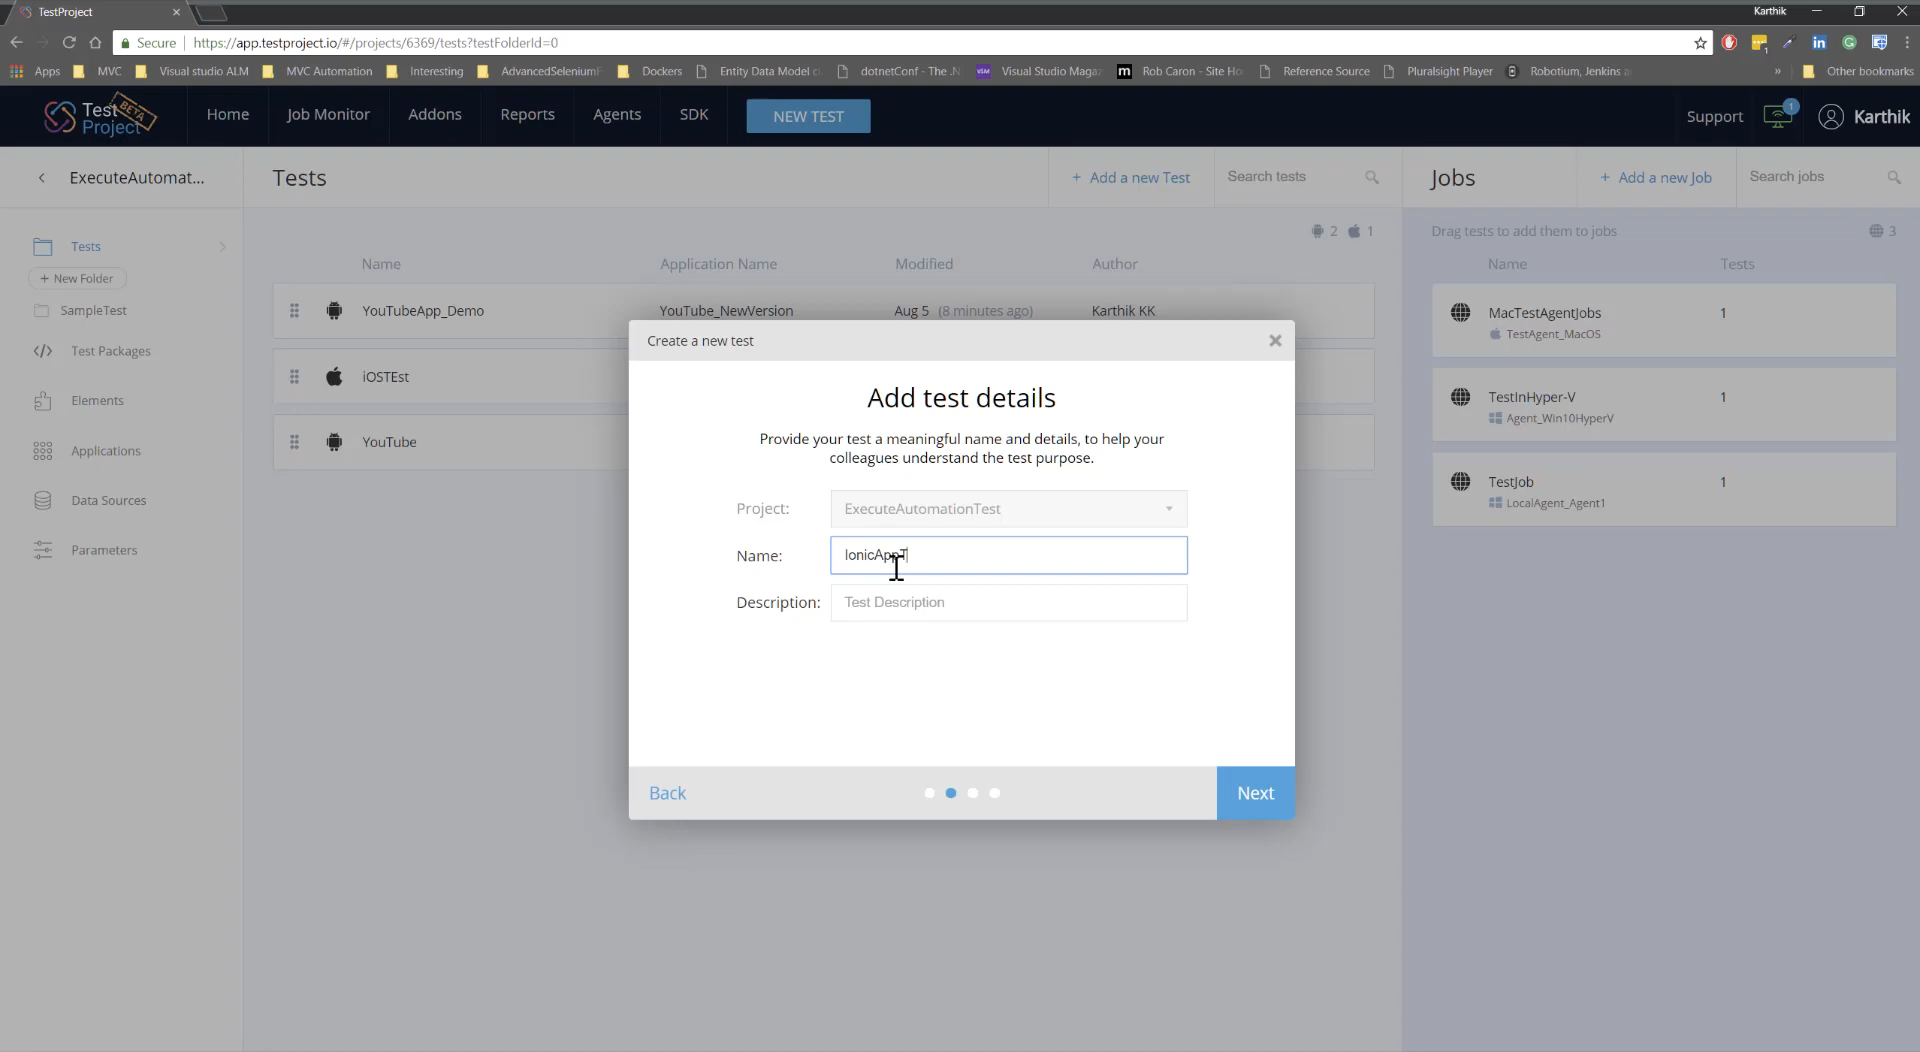 TestProject
Karthik
Secure
https://app.testproject.io/#/projects/6369/tests?testFolderId=0
Apps MVC Visual studio ALM MVC Automation Interesting AdvancedSelenium Dockers Entity Data Model dotnetConf - The .N Visual Studio Magaz Rob Caron - Site Ho Reference Source Pluralsight Player Robotium, Jenkins » Other bookmarks
Test Project BETA
Home Job Monitor Addons Reports Agents SDK NEW TEST Support 1 Karthik
ExecuteAutomat...
Tests
+ Add a new Test
Search tests
Jobs
+ Add a new Job
Search jobs
Tests
+ New Folder
SampleTest
Test Packages
Elements
Applications
Data Sources
Parameters
2 1
Name Application Name Modified Author
YouTubeApp_Demo YouTube_NewVersion Aug 5 (8 minutes ago) Karthik KK
iOSTEst
YouTube
Create a new test
Add test details
Provide your test a meaningful name and details, to help your
colleagues understand the test purpose.
Project: ExecuteAutomationTest
Name: IonicAppT
Description: Test Description
Back
Next
Drag tests to add them to jobs 3
Name Tests
MacTestAgentJobs 1
TestAgent_MacOS
TestInHyper-V 1
Agent_Win10HyperV
TestJob 1
LocalAgent_Agent1